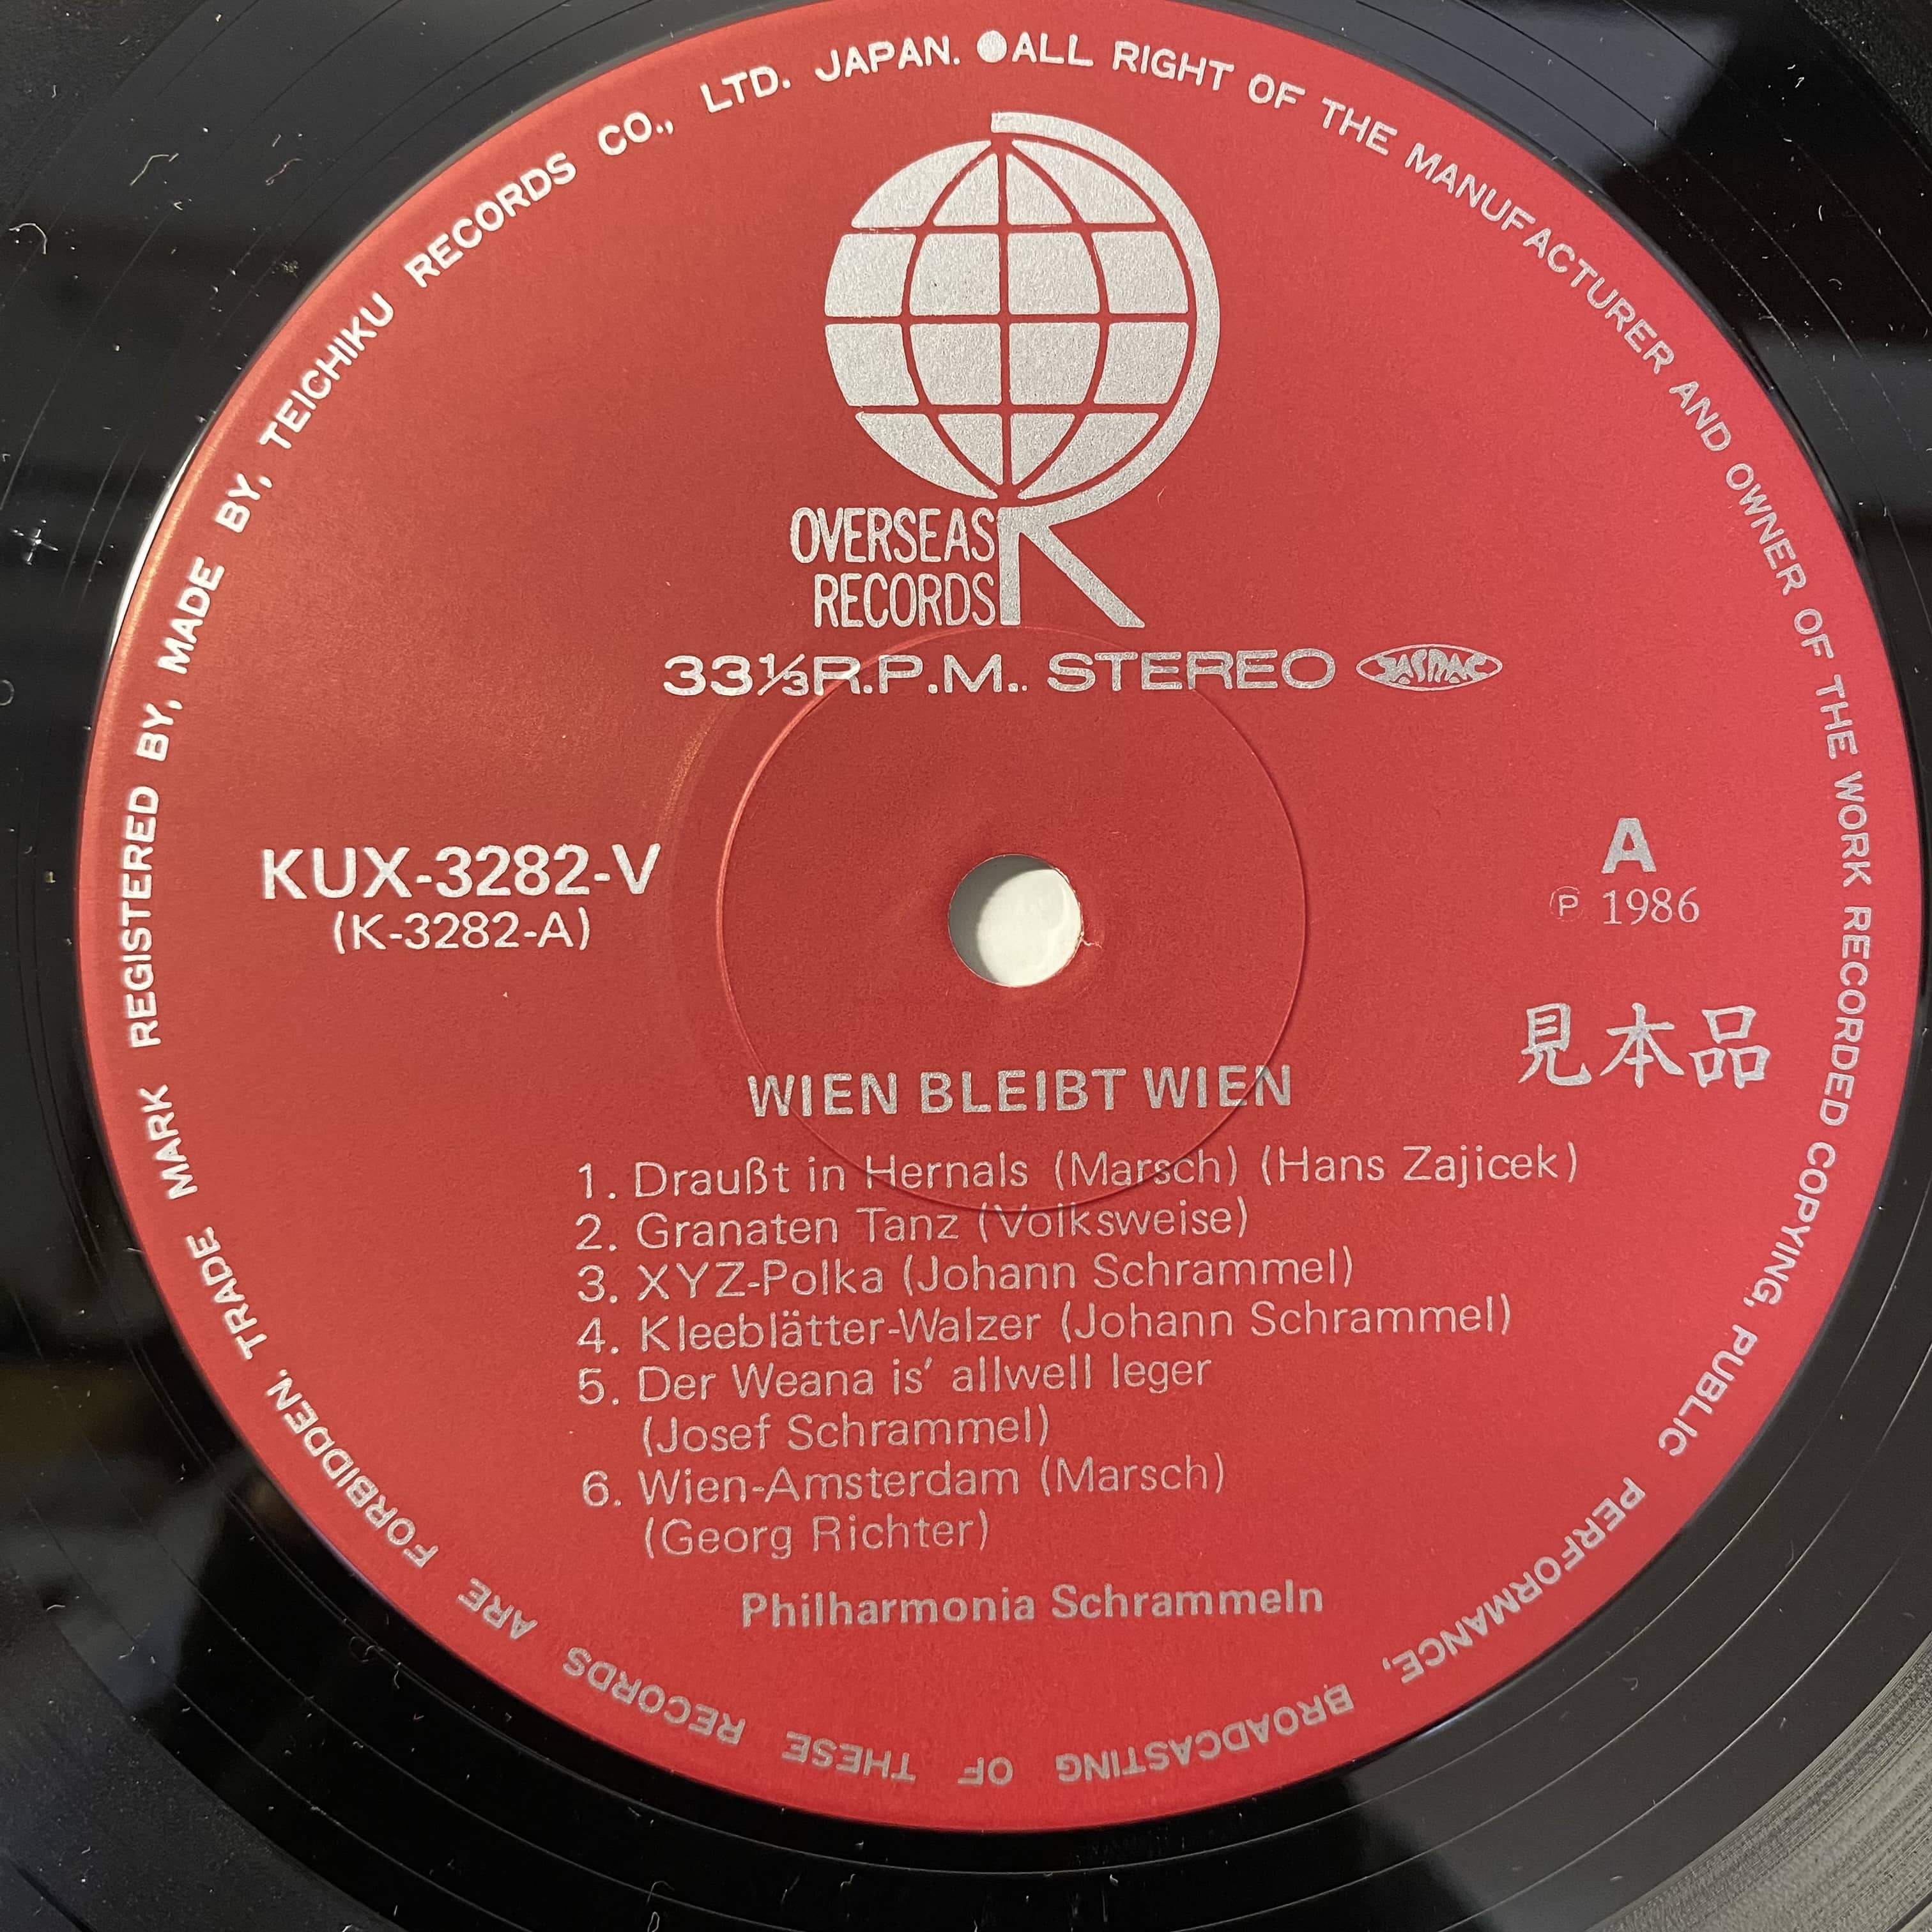 ●ALL RIGHT OF THE MANUFACTURER AND OWNER OF THE WORK RECORDED COPYING, PUBLIC PERFORMANCE, BROADCASTING OF THESE RECORDS ARE FORBIDDEN, TRADE MARK REGISTERED BY, MADE BY, TEICHIKU RECORDS CO., LTD. JAPAN.
OVERSEAS
RECORDS
R
33⅓R.P.M.. STEREO JASRAC
KUX-3282-V
(K-3282-A)
A
Ⓟ 1986
見本品
WIEN BLEIBT WIEN
1. Draußt in Hernals (Marsch) (Hans Zajicek)
2. Granaten Tanz (Volksweise)
3. XYZ-Polka (Johann Schrammel)
4. Kleeblätter-Walzer (Johann Schrammel)
5. Der Weana is' allwell leger
(Josef Schrammel)
6. Wien-Amsterdam (Marsch)
(Georg Richter)
Philharmonia Schrammeln